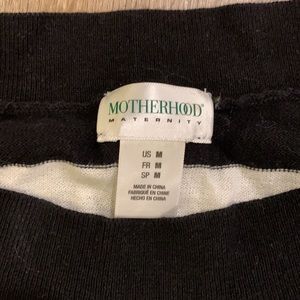 MOTHERHOOD®
MATERNITY
US M
FR M
SP M
MADE IN CHINA
FABRIQUÉ EN CHINE
HECHO EN CHINA